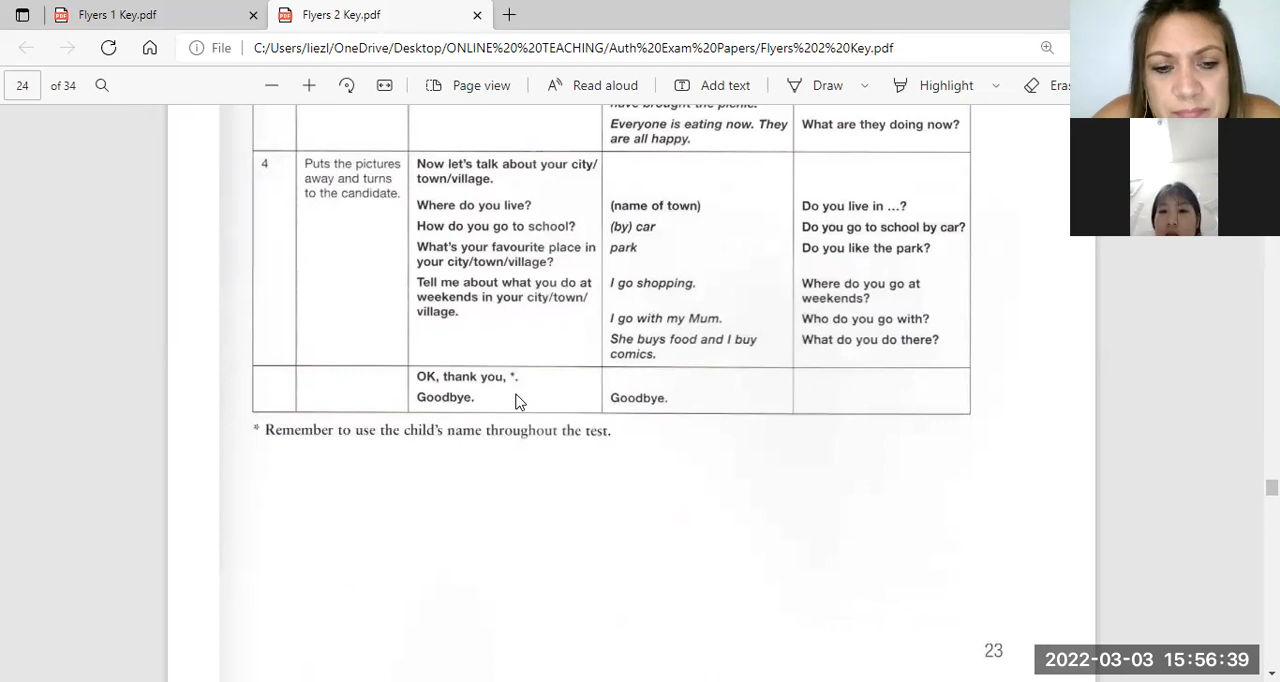 Flyers 1 Key.pdf
Flyers 2 Key.pdf
File
C:/Users/liezl/OneDrive/Desktop/ONLINE%20%20TEACHING/Auth%20Exam%20Papers/Flyers%202%20Key.pdf
24 of 34
Page view
Read aloud
Add text
Draw
Highlight
Eras
have brought the picnic.
Everyone is eating now. They
are all happy.
What are they doing now?
4
Puts the pictures
away and turns
to the candidate.
Now let's talk about your city/
town/village.
Where do you live?
(name of town)
Do you live in ...?
How do you go to school?
(by) car
Do you go to school by car?
What's your favourite place in
your city/town/village?
park
Do you like the park?
Tell me about what you do at
weekends in your city/town/
village.
I go shopping.
Where do you go at
weekends?
I go with my Mum.
Who do you go with?
She buys food and I buy
comics.
What do you do there?
OK, thank you, *.
Goodbye.
Goodbye.
* Remember to use the child's name throughout the test.
23
2022-03-03 15:56:39